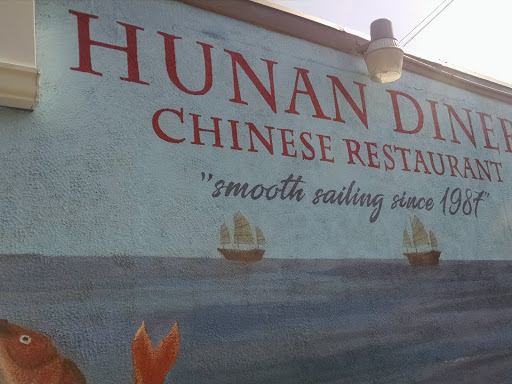 HUNAN DINER
CHINESE RESTAURANT
"smooth sailing since 1987"